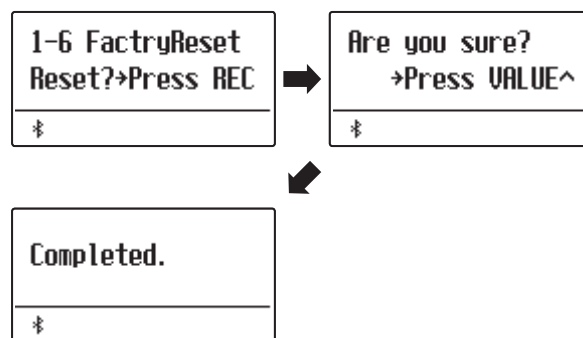 1-6 FactryReset
Reset?→Press REC
Are you sure?
→Press VALUE^
Completed.